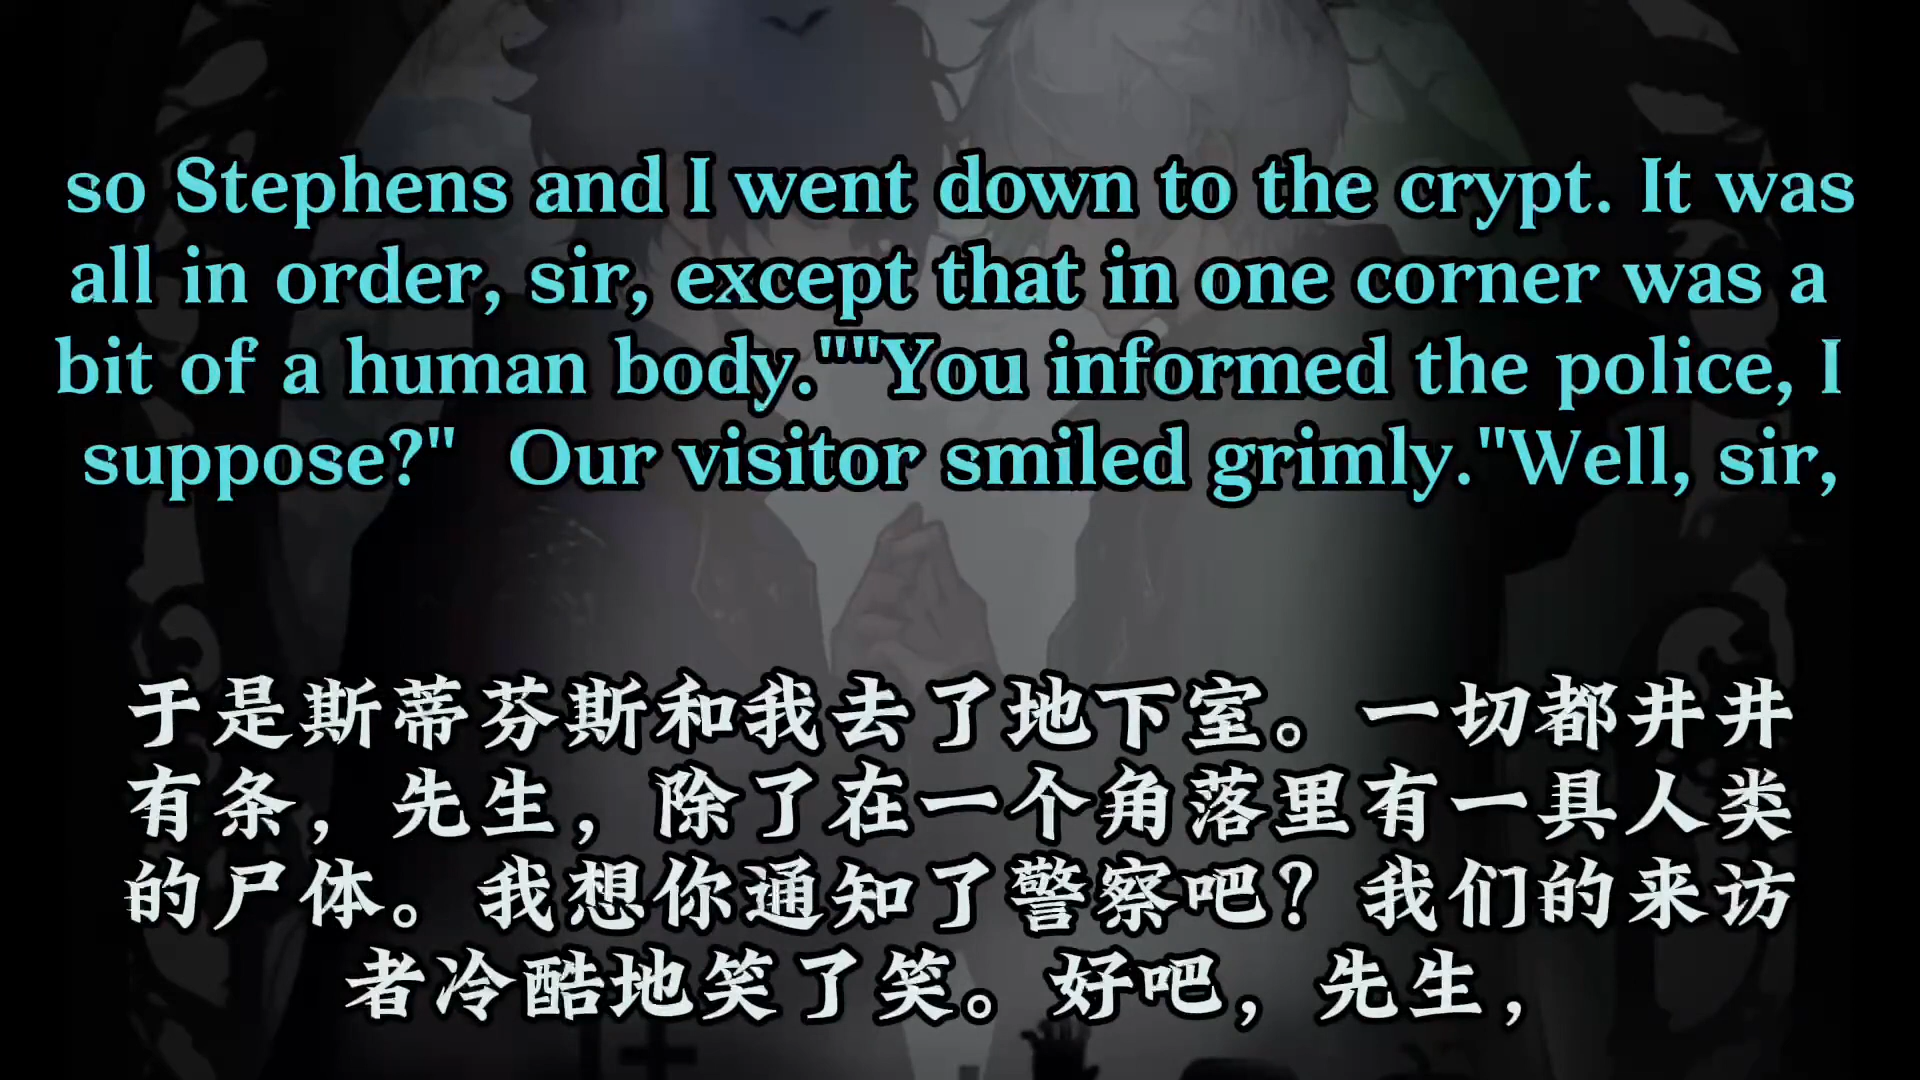 so Stephens and I went down to the crypt. It was
all in order, sir, except that in one corner was a
bit of a human body.""You informed the police, I
suppose?"  Our visitor smiled grimly."Well, sir,
于是斯蒂芬斯和我去了地下室。一切都井井
有条，先生，除了在一个角落里有一具人类
的尸体。我想你通知了警察吧？我们的来访
者冷酷地笑了笑。好吧，先生，